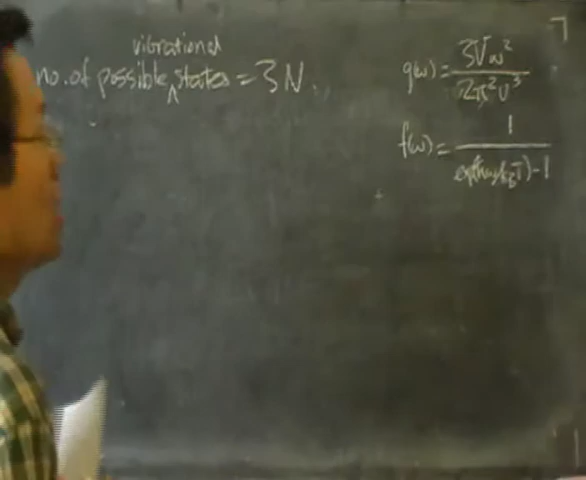 vibrational
no. of possible ‸ states = 3N.
g(ω) = 3Vω² / 2π²v³
f(ω) = 1 / exp(ħω/k_BT) - 1